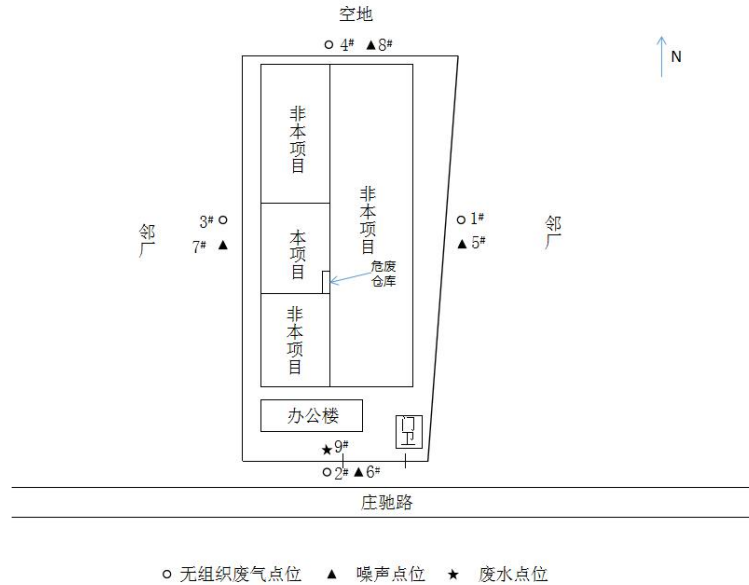 空地
○ 4# ▲8#
N
非本项目
非本项目
3# ○
○ 1#
邻厂
邻厂
7# ▲
▲ 5#
本项目
危废
仓库
非本项目
办公楼
门卫
★9#
○2# ▲6#
庄驰路
○ 无组织废气点位 ▲ 噪声点位 ★ 废水点位